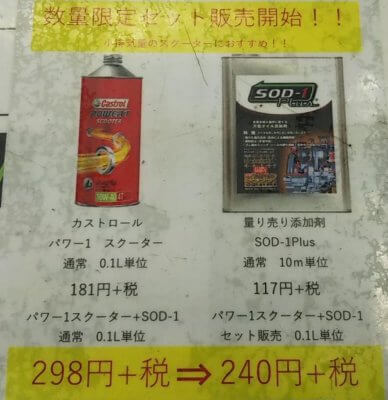 数量限定セット販売開始！！
小排気量のスクーターにおすすめ！！
Castrol
POWER1
SCOOTER
10W-40 4T
SOD-1
Plus
カストロール
パワー1 スクーター
通常 0.1L単位
181円+税
量り売り添加剤
SOD-1Plus
通常 10ｍ単位
117円+税
パワー1スクーター+SOD-1
通常 0.1L単位
パワー1スクーター+SOD-1
セット販売 0.1L単位
298円+税⇒240円+税